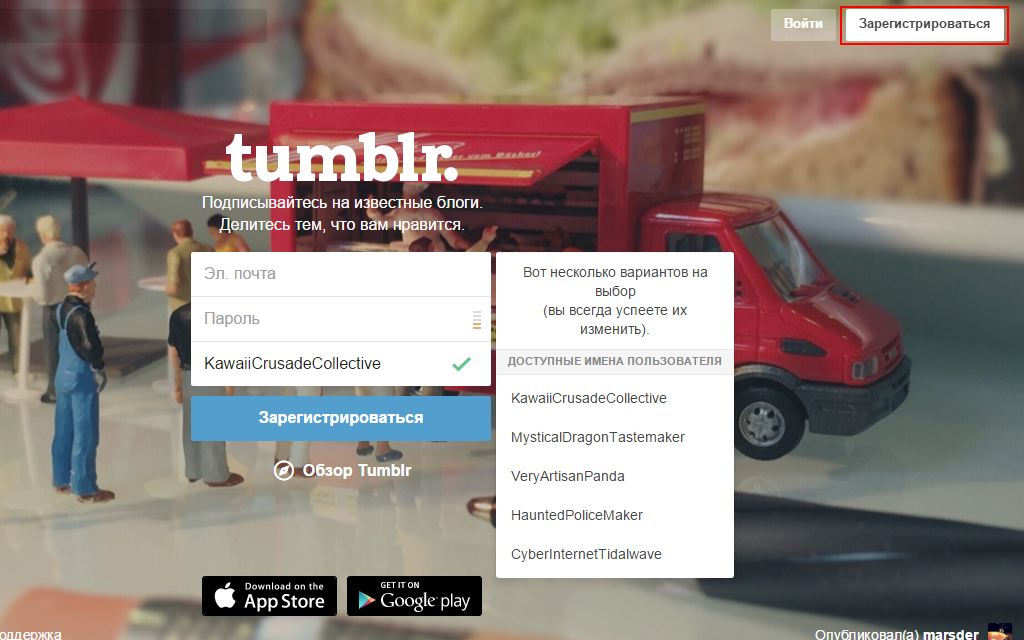 Войти
Зарегистрироваться
tumblr.
Подписывайтесь на известные блоги.
Делитесь тем, что вам нравится.
Эл. почта
Пароль
KawaiiCrusadeCollective
Зарегистрироваться
Обзор Tumblr
Вот несколько вариантов на
выбор
(вы всегда успеете их
изменить).
ДОСТУПНЫЕ ИМЕНА ПОЛЬЗОВАТЕЛЯ
KawaiiCrusadeCollective
MysticalDragonTastemaker
VeryArtisanPanda
HauntedPoliceMaker
CyberInternetTidalwave
Download on the
App Store
GET IT ON
Google play
оддержка
Опубликовал(а) marsder